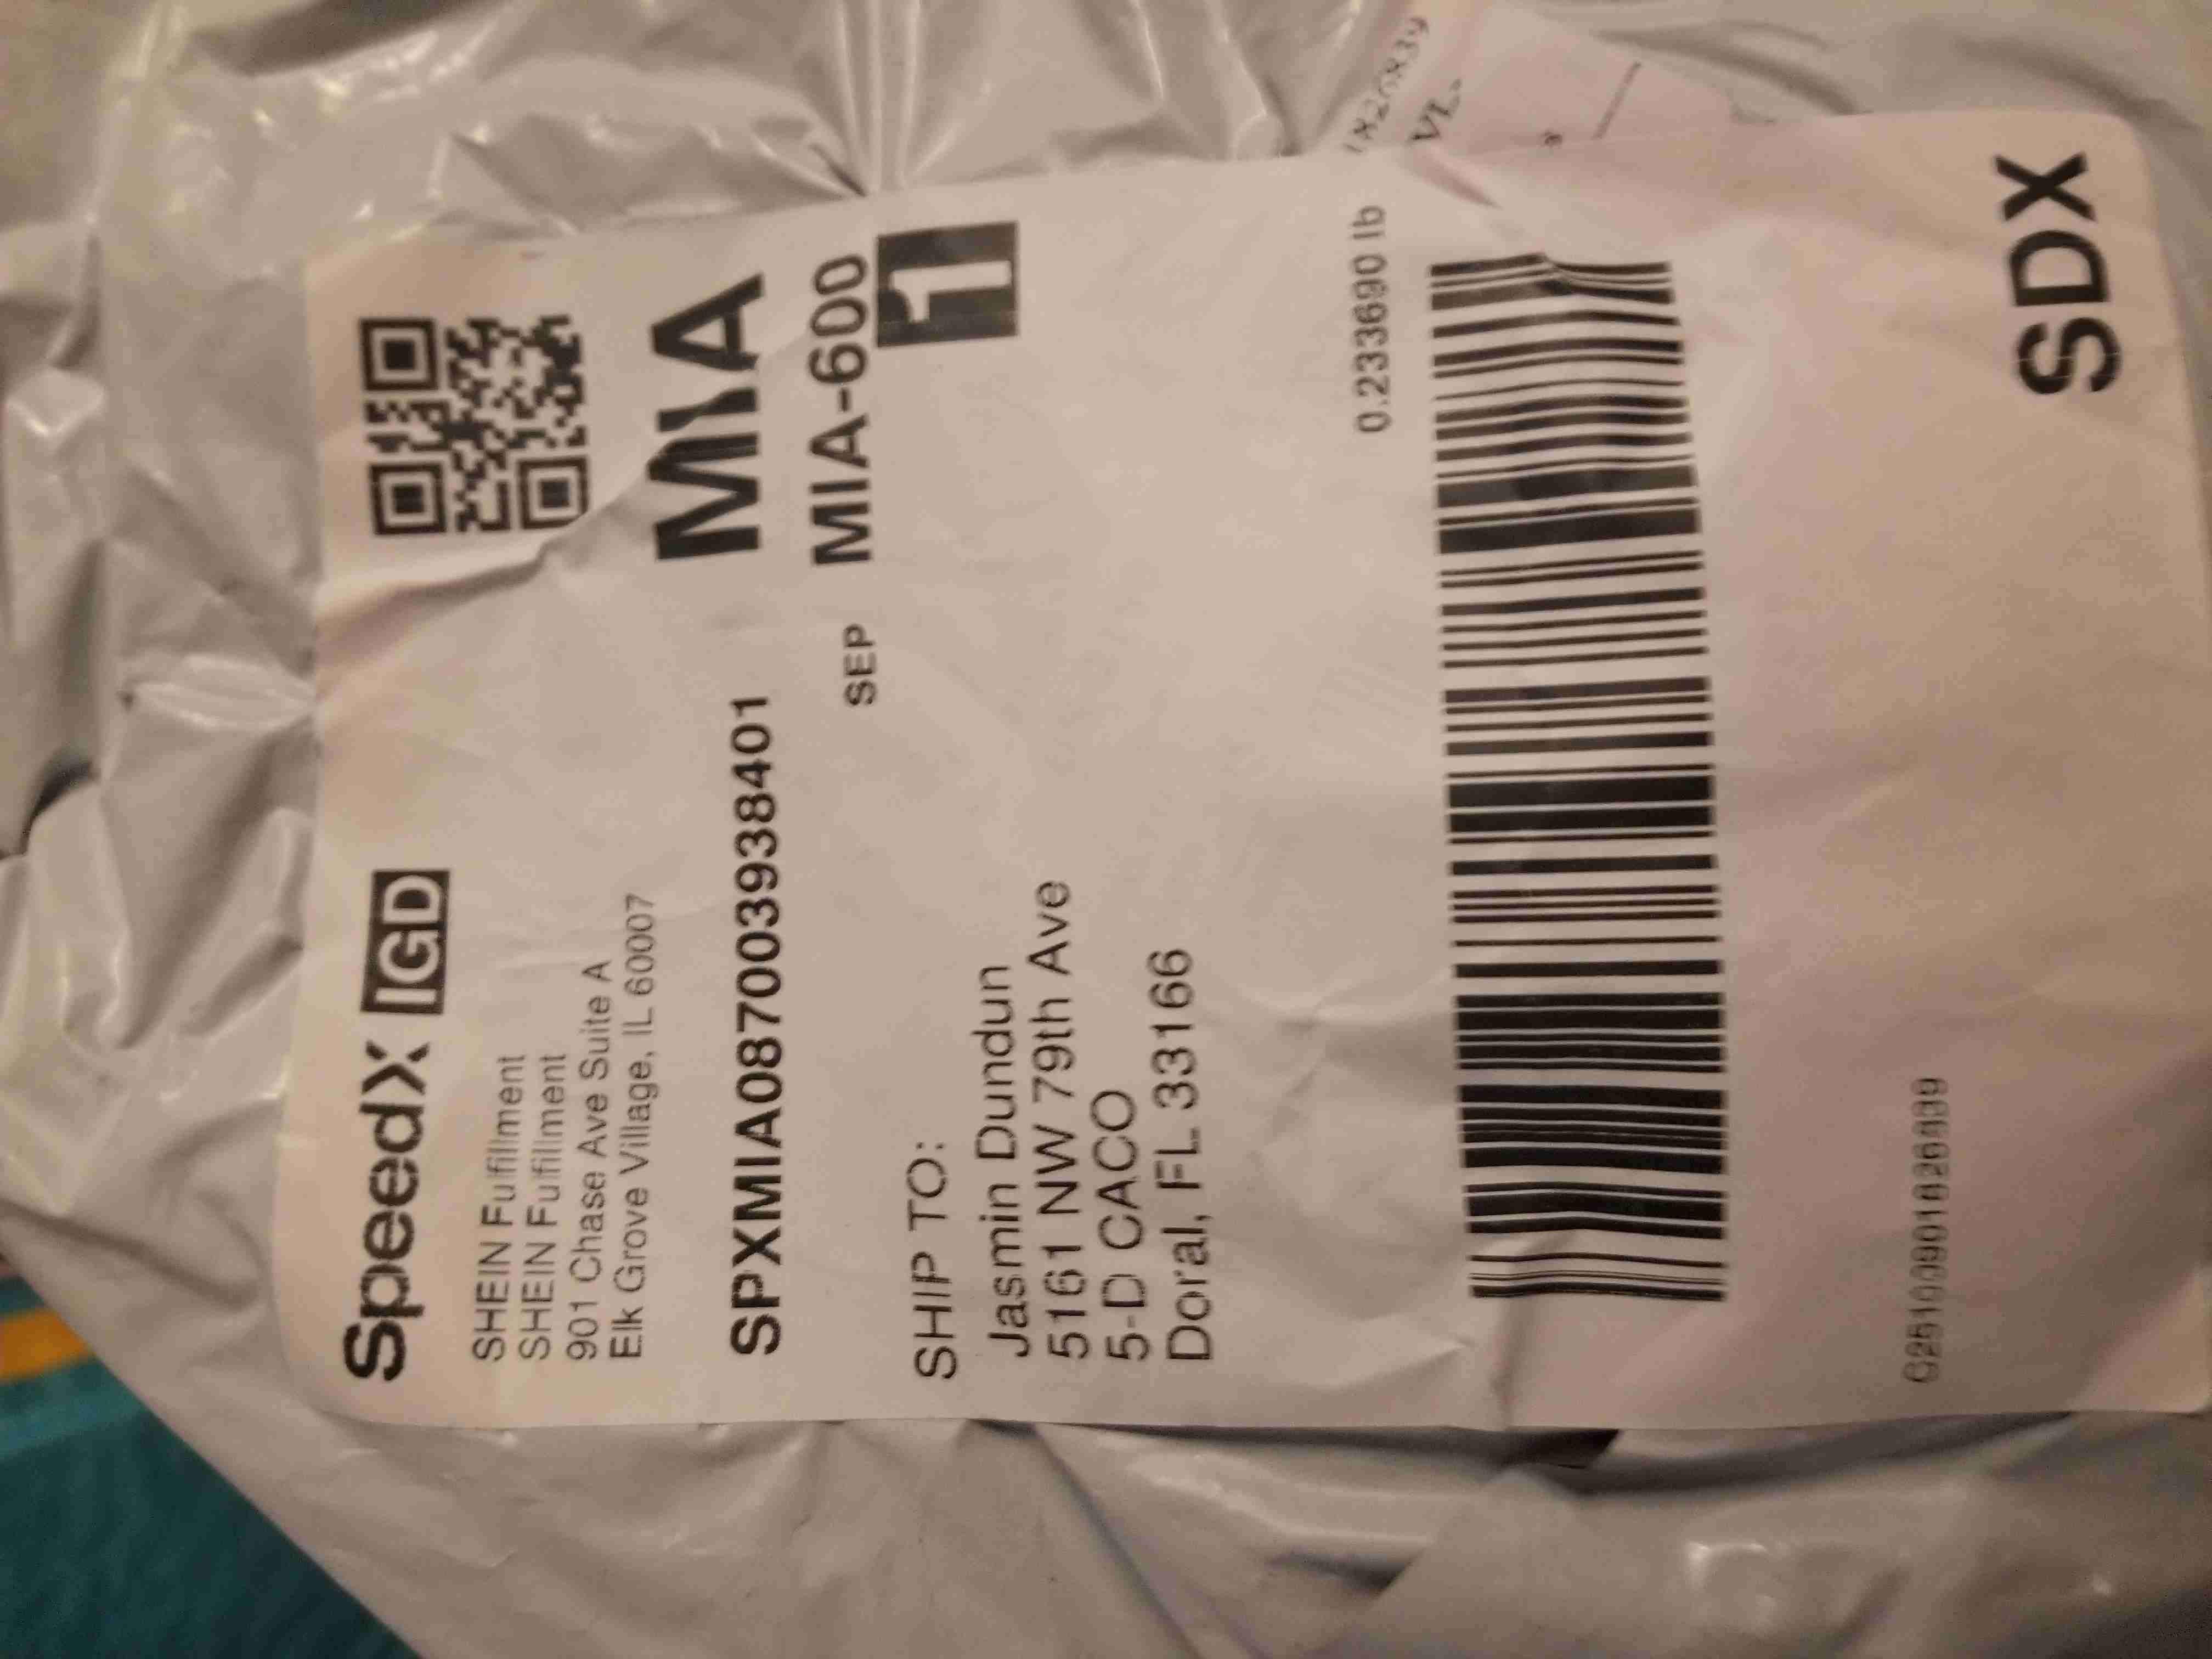 SpeedX IGD
SHEIN Fulfillment
SHEIN Fulfillment
901 Chase Ave Suite A
Elk Grove Village, IL 60007
MIA
SPXMIA087003938401
SEP MIA-600
1
SHIP TO:
Jasmin Dundun
5161 NW 79th Ave
5-D CACO
Doral, FL 33166
0.233690 lb
SDX